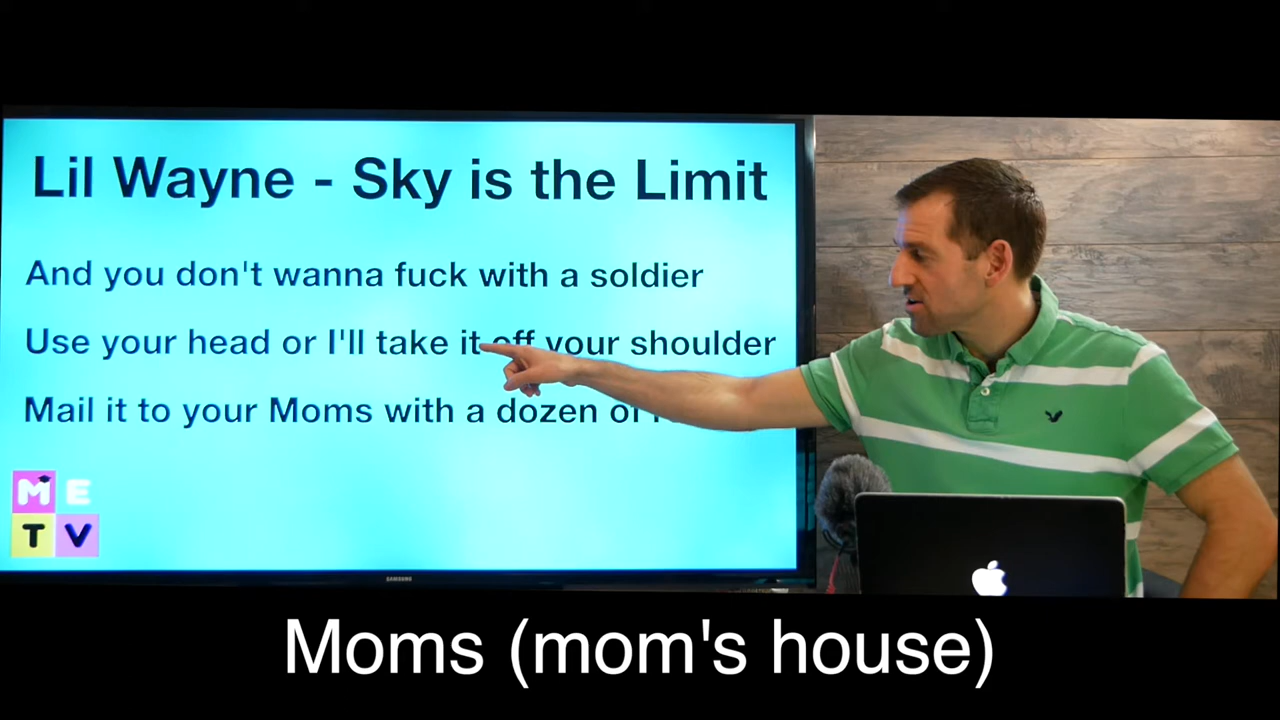 Lil Wayne - Sky is the Limit
And you don't wanna fuck with a soldier
Use your head or I'll take it off your shoulder
Mail it to your Moms with a dozen of
M E
T V
SAMSUNG
Moms (mom's house)